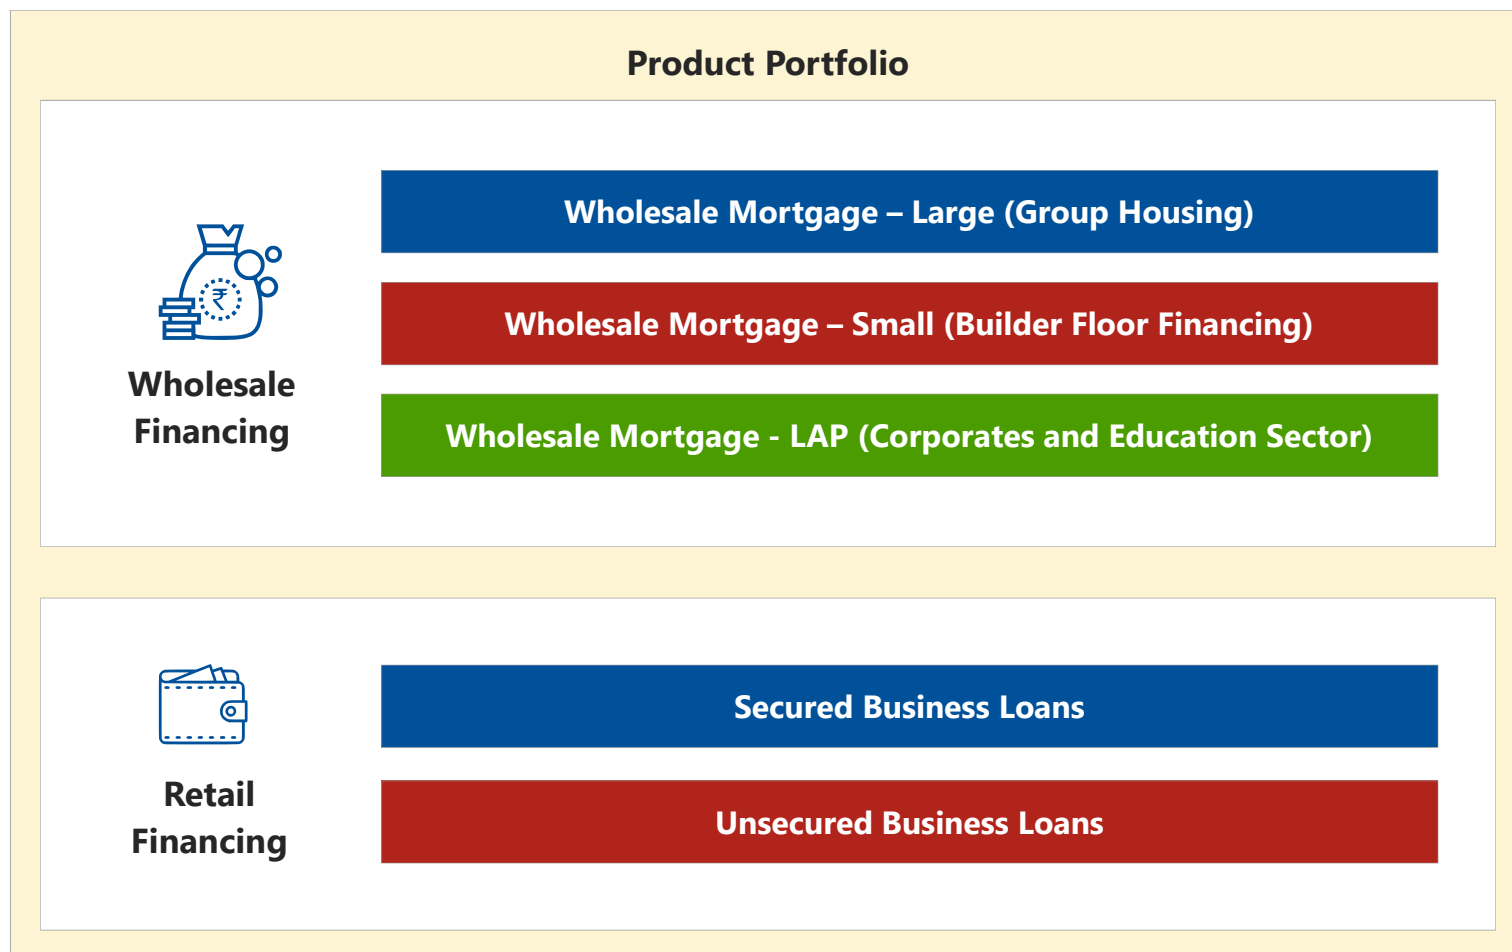 Product Portfolio
Wholesale Mortgage – Large (Group Housing)
Wholesale Mortgage – Small (Builder Floor Financing)
Wholesale Mortgage - LAP (Corporates and Education Sector)
₹
Wholesale
Financing
Secured Business Loans
Unsecured Business Loans
Retail
Financing